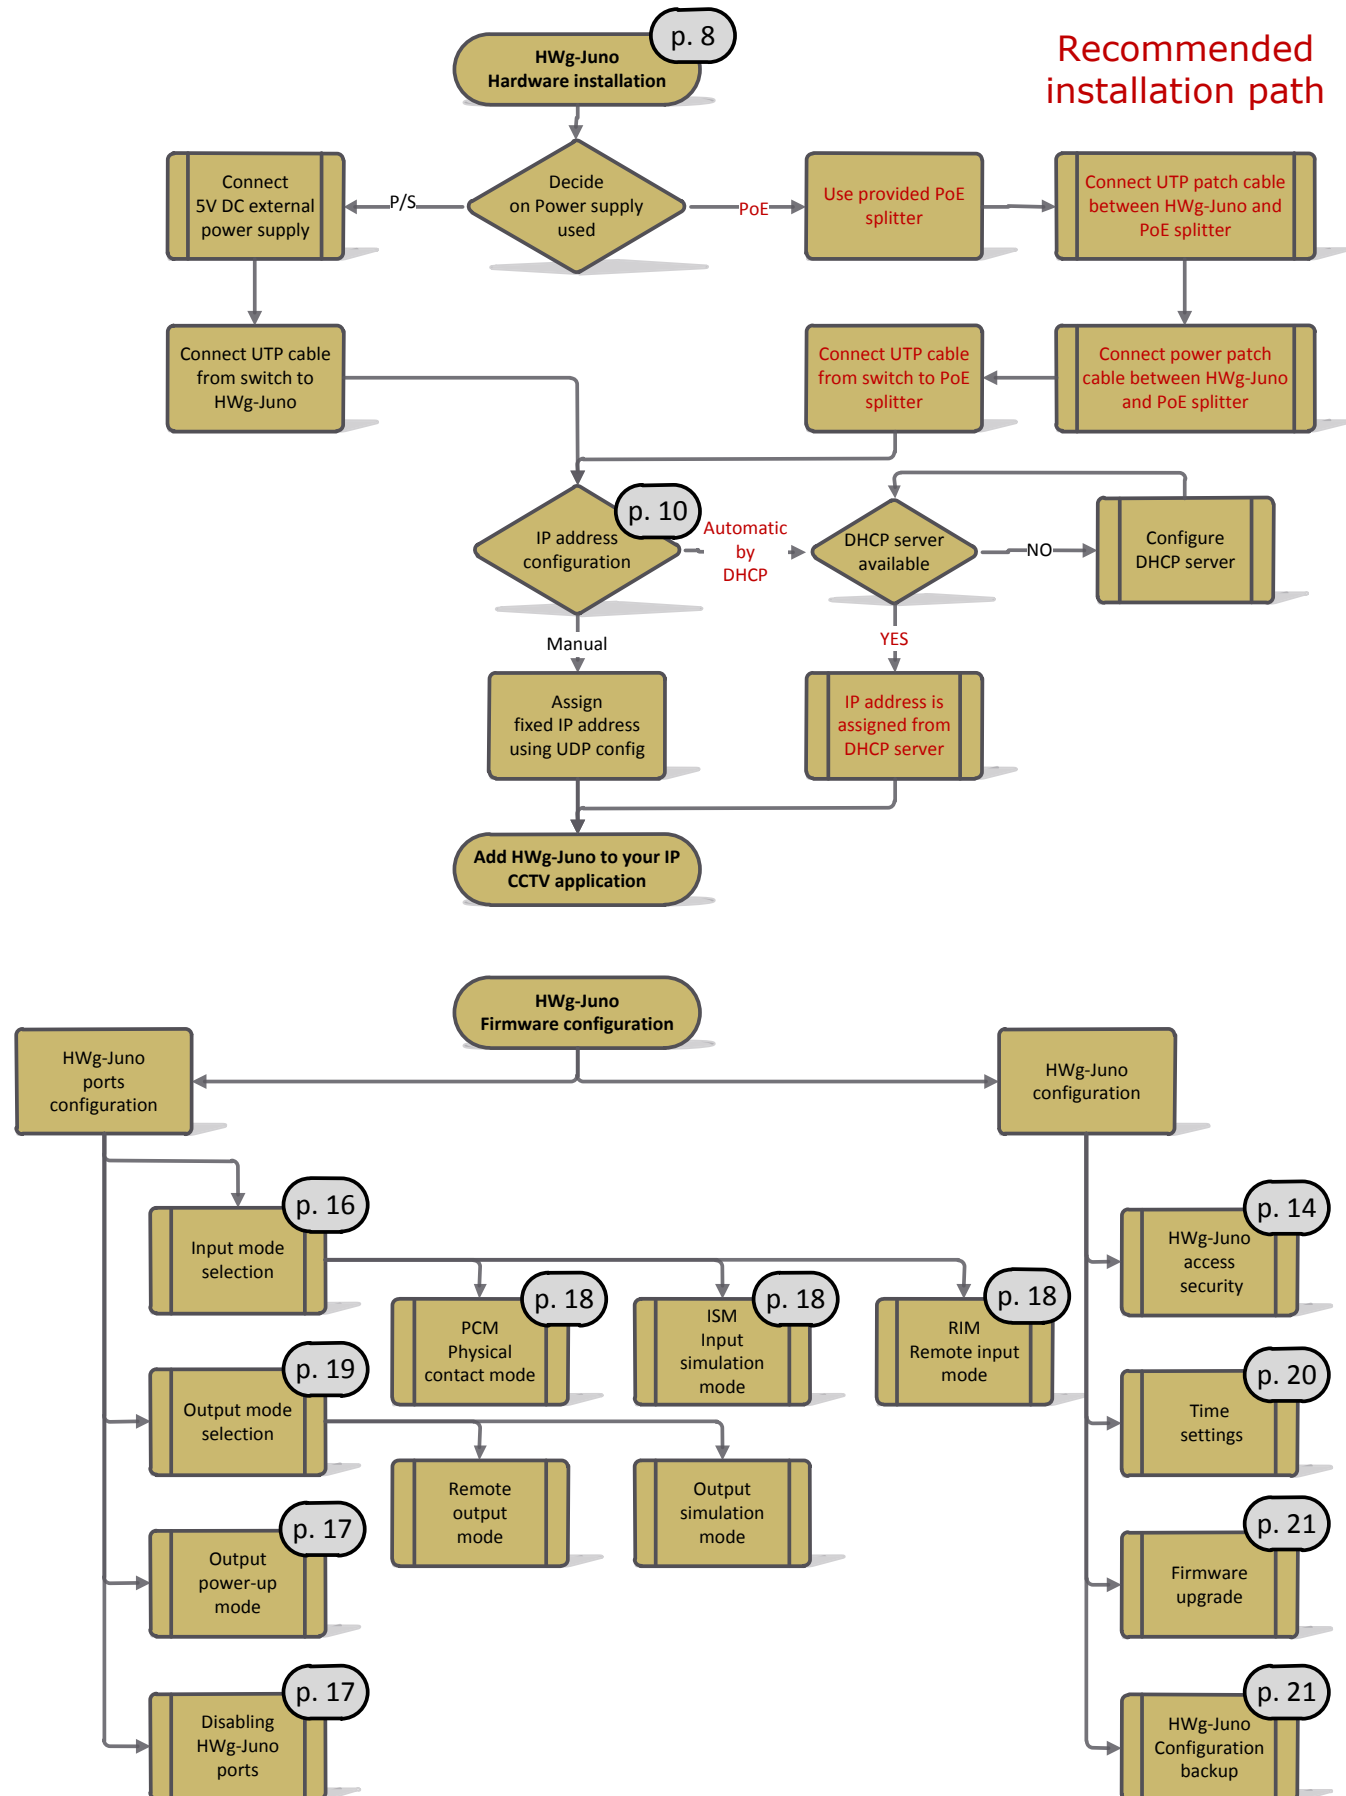 p. 8
HWg-Juno
Hardware installation
Recommended
installation path
Connect
5V DC external
power supply
P/S
Decide
on Power supply
used
PoE
Use provided PoE
splitter
Connect UTP patch cable
between HWg-Juno and
PoE splitter
Connect UTP cable
from switch to
HWg-Juno
Connect UTP cable
from switch to PoE
splitter
Connect power patch
cable between HWg-Juno
and PoE splitter
p. 10
IP address
configuration
Automatic
by
DHCP
DHCP server
available
NO
Configure
DHCP server
Manual
YES
Assign
fixed IP address
using UDP config
IP address is
assigned from
DHCP server
Add HWg-Juno to your IP
CCTV application
HWg-Juno
Firmware configuration
HWg-Juno
ports
configuration
HWg-Juno
configuration
p. 16
Input mode
selection
p. 14
HWg-Juno
access
security
p. 18
PCM
Physical
contact mode
p. 18
ISM
Input
simulation
mode
p. 18
RIM
Remote input
mode
p. 19
Output mode
selection
p. 20
Time
settings
Remote
output
mode
Output
simulation
mode
p. 17
Output
power-up
mode
p. 21
Firmware
upgrade
p. 17
Disabling
HWg-Juno
ports
p. 21
HWg-Juno
Configuration
backup